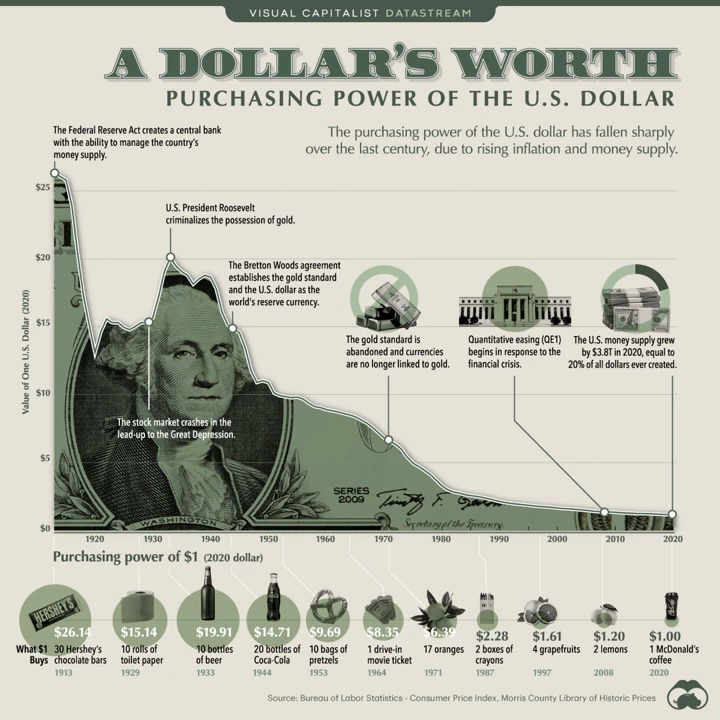 VISUAL CAPITALIST DATASTREAM
A DOLLAR'S WORTH
PURCHASING POWER OF THE U.S. DOLLAR
The Federal Reserve Act creates a central bank
with the ability to manage the country's
money supply.
The purchasing power of the U.S. dollar has fallen sharply
over the last century, due to rising inflation and money supply.
Value of One U.S. Dollar (2020)
$25
$20
$15
$10
$5
$0
U.S. President Roosevelt
criminalizes the possession of gold.
The Bretton Woods agreement
establishes the gold standard
and the U.S. dollar as the
world's reserve currency.
The gold standard is
abandoned and currencies
are no longer linked to gold.
Quantitative easing (QE1)
begins in response to the
financial crisis.
The U.S. money supply grew
by $3.8T in 2020, equal to
20% of all dollars ever created.
The stock market crashes in the
lead-up to the Great Depression.
SERIES
2009
Secretary of the Treasury.
WASHINGTON
1920 1930 1940 1950 1960 1970 1980 1990 2000 2010 2020
Purchasing power of $1 (2020 dollar)
HERSHEY'S
$26.14 $15.14 $19.91 $14.71 $9.69 $8.35 $6.39 $2.28 $1.61 $1.20 $1.00
What $1
Buys
30 Hershey's
chocolate bars
1913
10 rolls of
toilet paper
1929
10 bottles
of beer
1933
20 bottles of
Coca-Cola
1944
10 bags of
pretzels
1953
1 drive-in
movie ticket
1964
17 oranges
1971
2 boxes of
crayons
1987
4 grapefruits
1997
2 lemons
2008
1 McDonald's
coffee
2020
Source: Bureau of Labor Statistics - Consumer Price Index, Morris County Library of Historic Prices